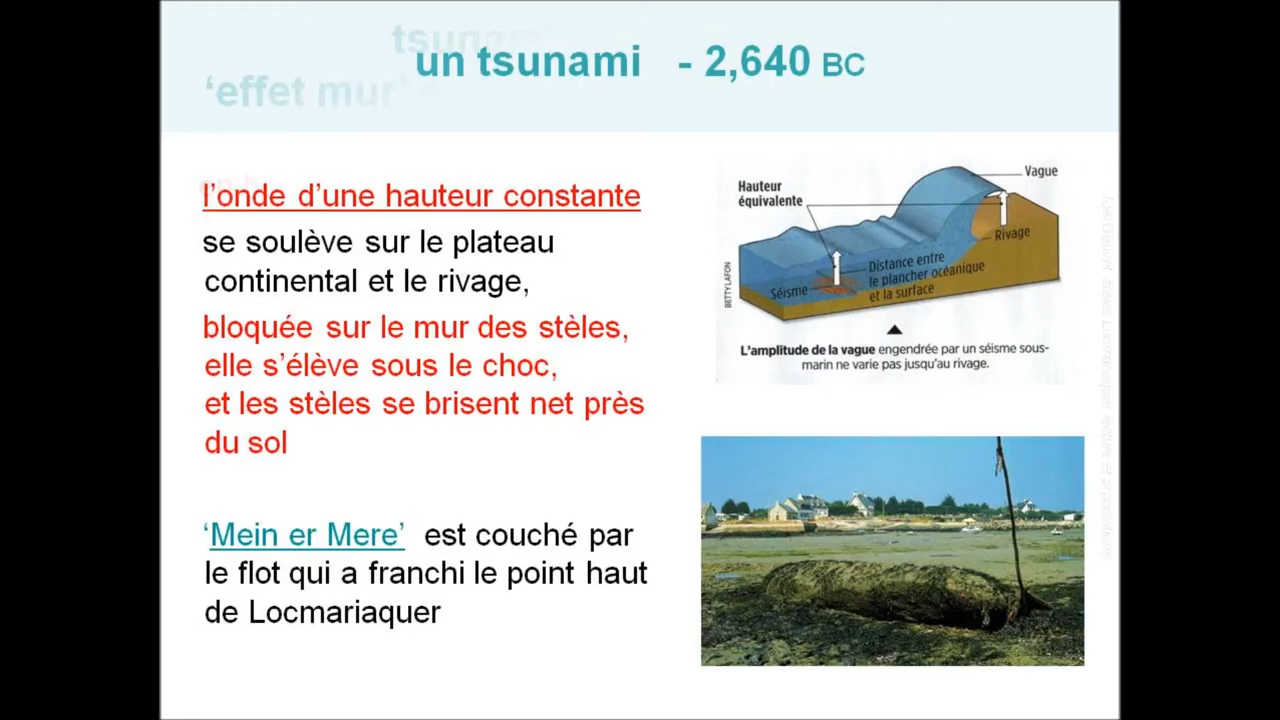 tsunami
un tsunami - 2,640 BC
'effet mur'
l'onde d'une hauteur constante
se soulève sur le plateau
continental et le rivage,
bloquée sur le mur des stèles,
elle s'élève sous le choc,
et les stèles se brisent net près
du sol
'Mein er Mere' est couché par
le flot qui a franchi le point haut
de Locmariaquer
Vague
Hauteur
équivalente
Rivage
Distance entre
le plancher océanique
et la surface
Séisme
BETTY LAFON
L'amplitude de la vague engendrée par un séisme sous-
marin ne varie pas jusqu'au rivage.